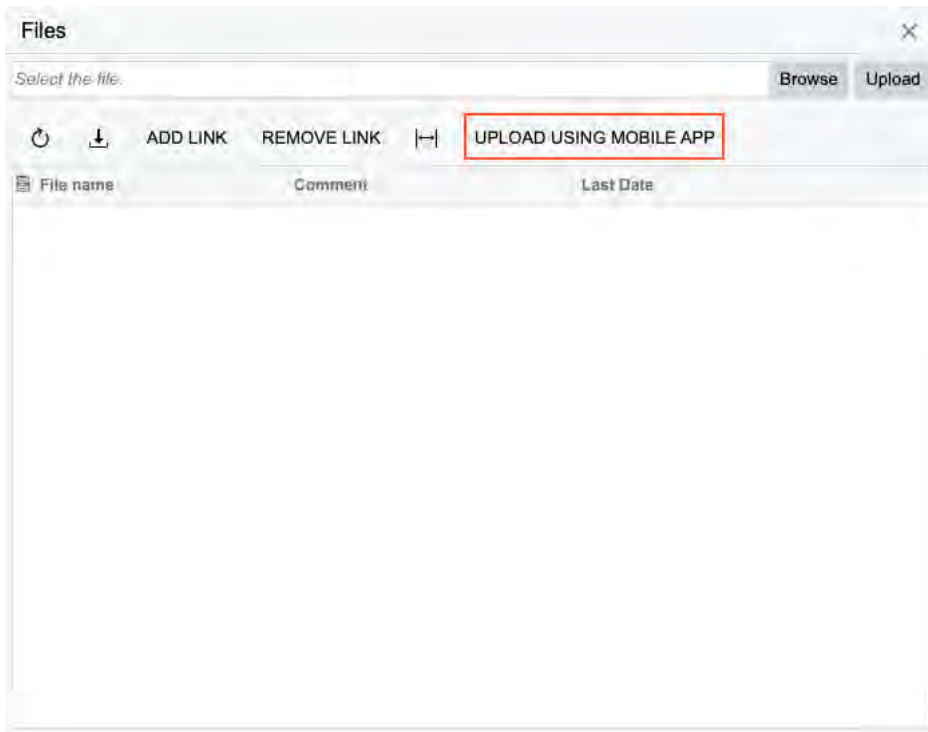 Files
Select the file. Browse Upload
ADD LINK REMOVE LINK UPLOAD USING MOBILE APP
File name Comment Last Date